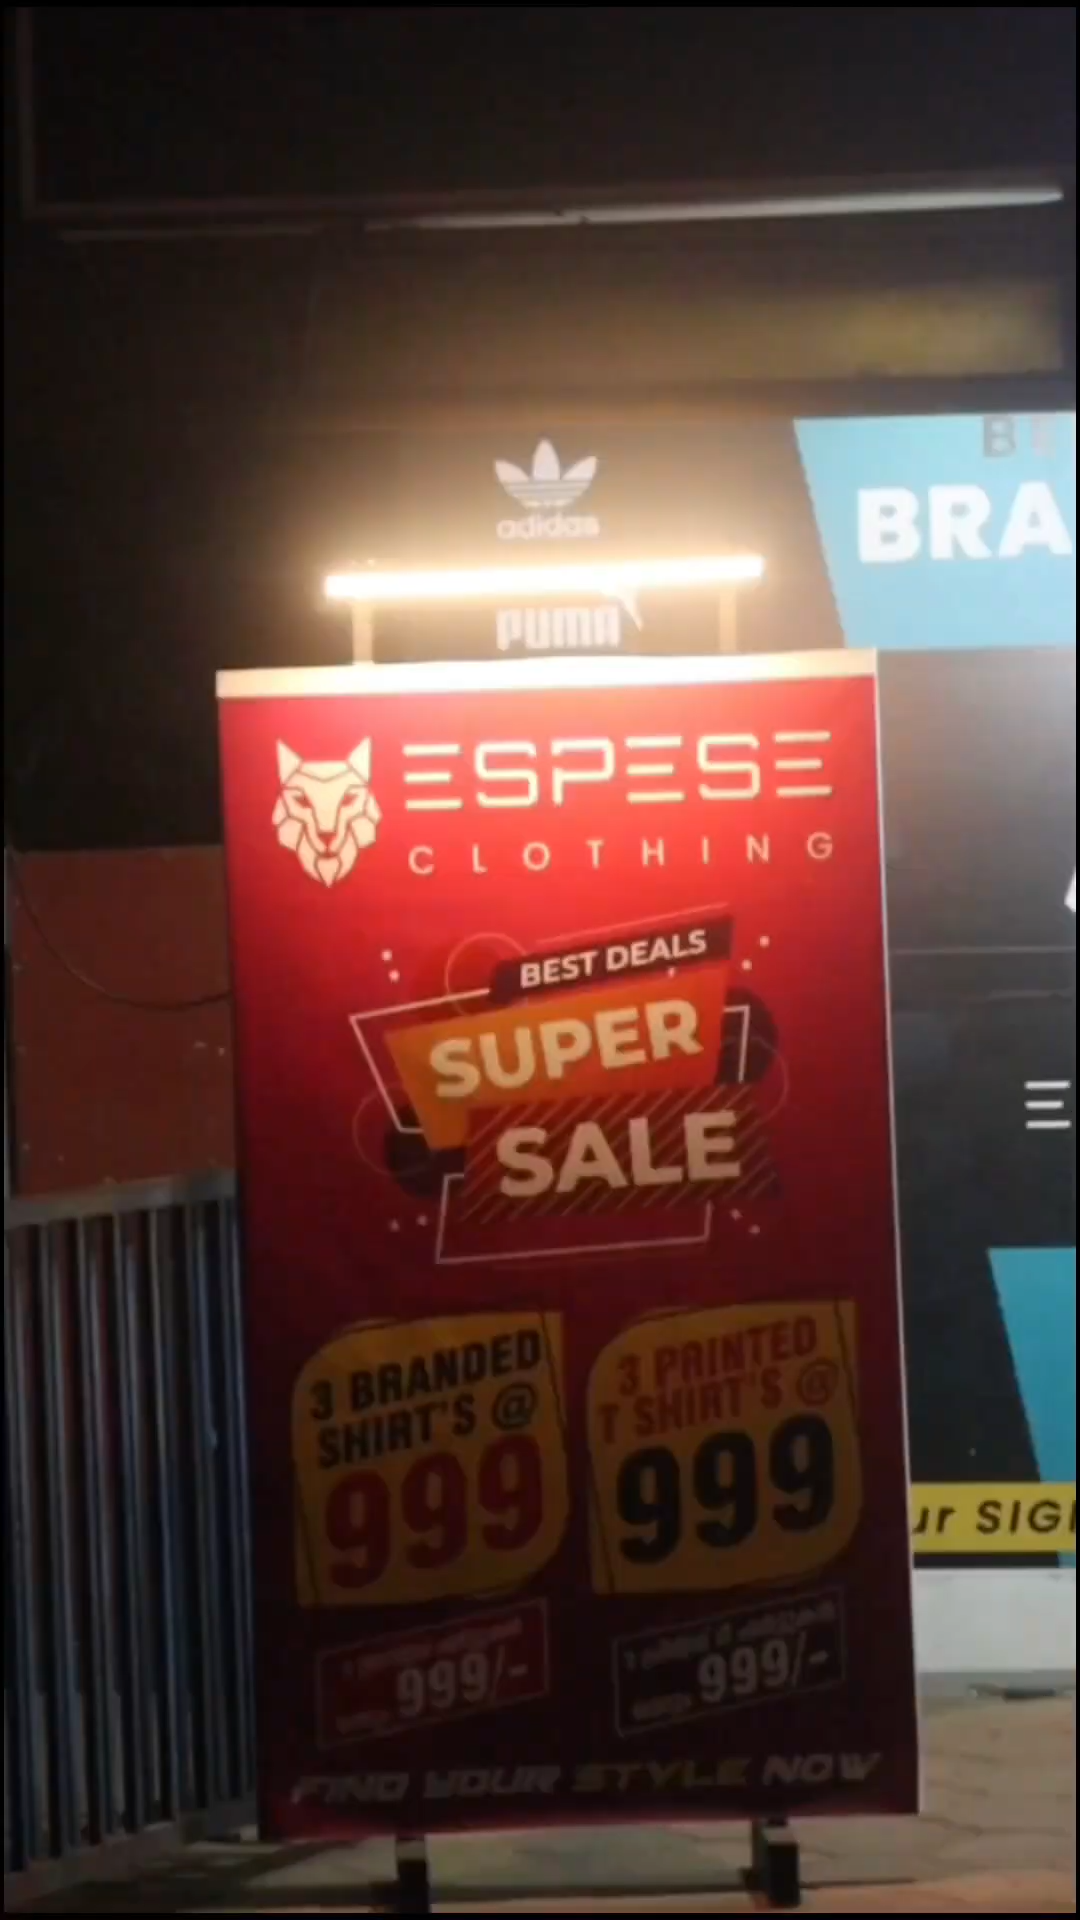 adidas
PUMA
BRA
ESPESE
CLOTHING
BEST DEALS
SUPER
SALE
3 BRANDED
SHIRT'S @
999
3 PRINTED
T SHIRT'S @
999
999/-
999/-
FIND YOUR STYLE NOW
ur SIG